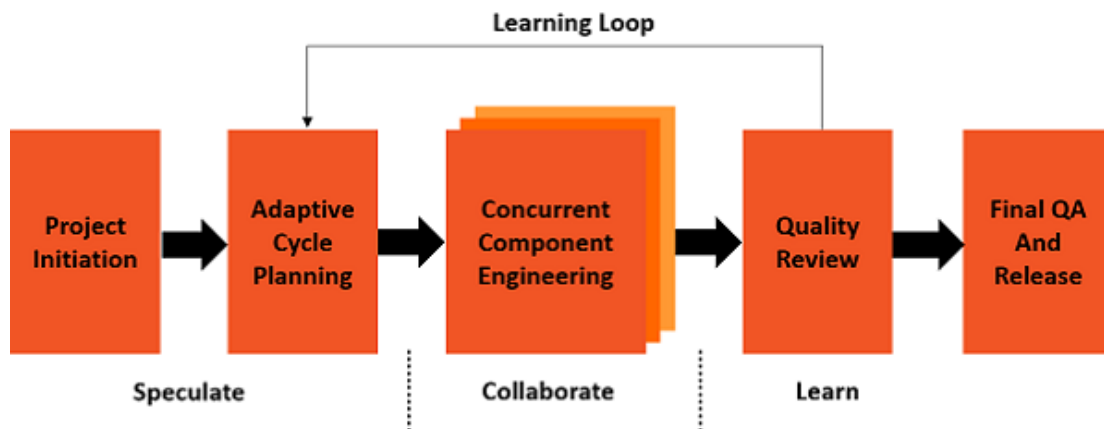 Learning Loop
Project
Initiation
Adaptive
Cycle
Planning
Concurrent
Component
Engineering
Quality
Review
Final QA
And
Release
Speculate
Collaborate
Learn